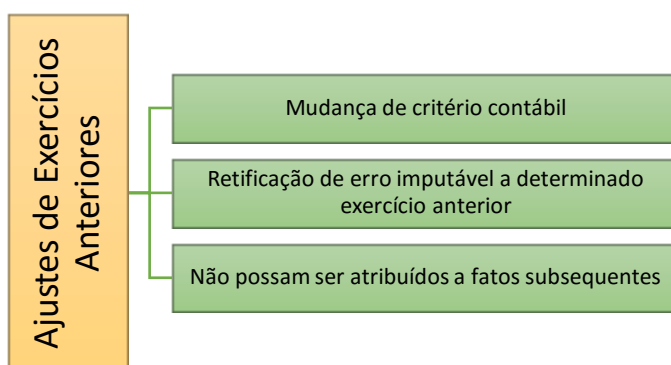 Ajustes de Exercícios
Anteriores
Mudança de critério contábil
Retificação de erro imputável a determinado
exercício anterior
Não possam ser atribuídos a fatos subsequentes